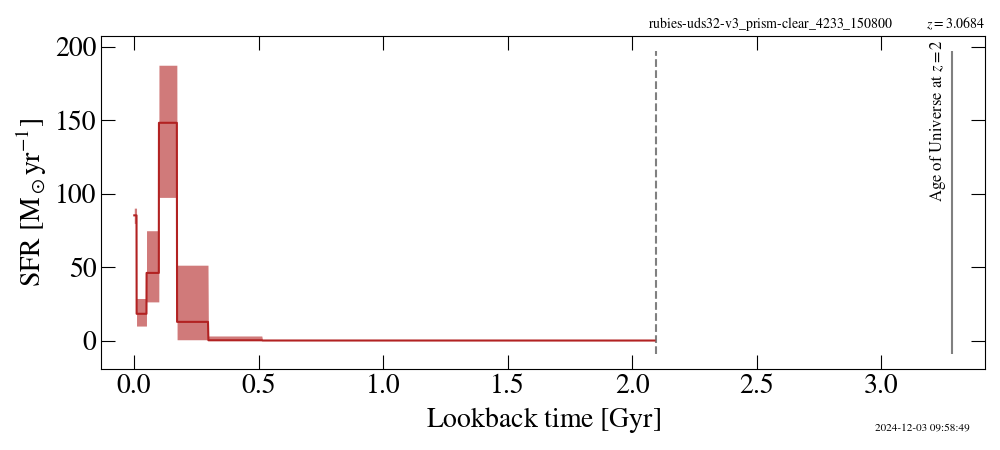 rubies-uds32-v3_prism-clear_4233_150800 z = 3.0684
200
150
100
50
0
SFR [M⊙yr⁻¹]
Age of Universe at z = 2
0.0 0.5 1.0 1.5 2.0 2.5 3.0
Lookback time [Gyr]
2024-12-03 09:58:49